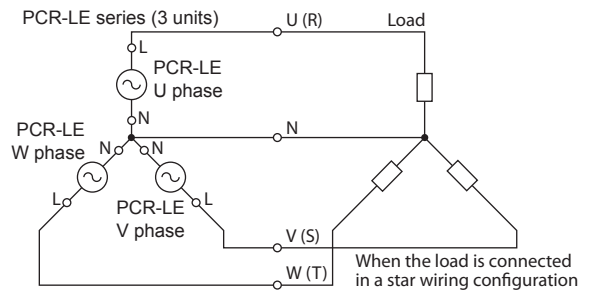 PCR-LE series (3 units)
U (R)
Load
L
PCR-LE
U phase
N
PCR-LE
W phase
N
N
N
L
L
PCR-LE
V phase
V (S)
W (T)
When the load is connected
in a star wiring configuration